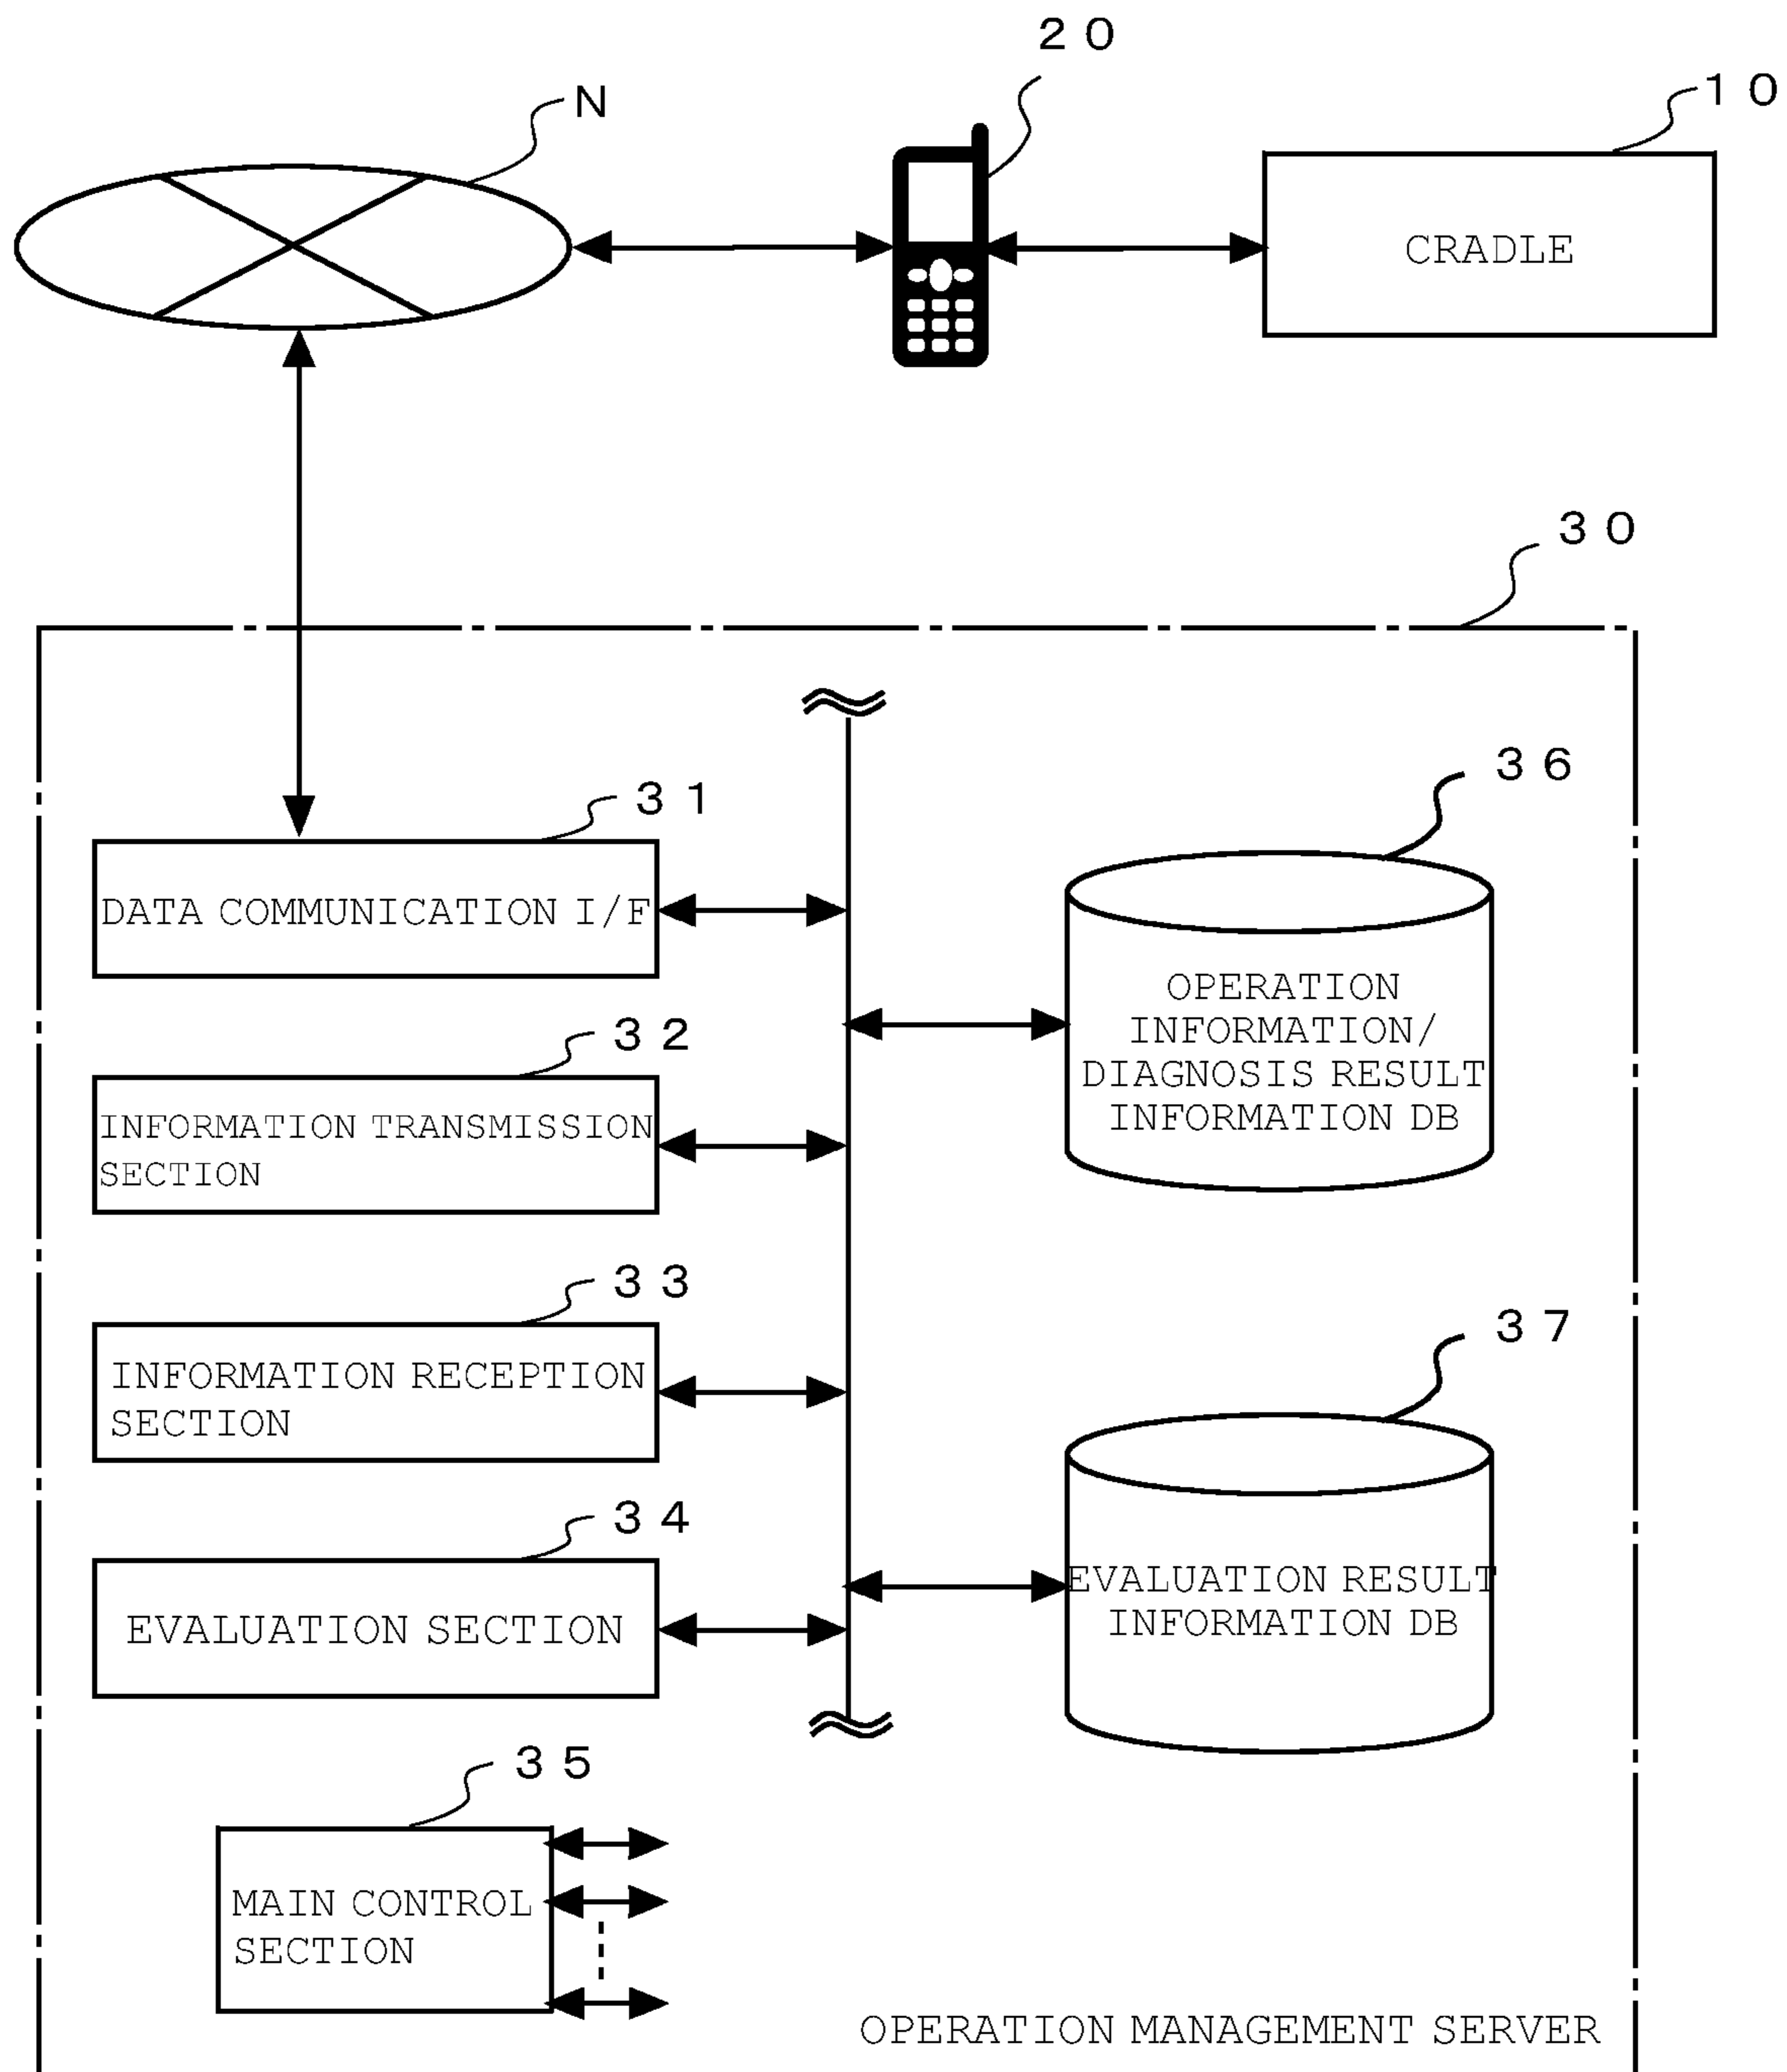 20
10
N
CRADLE
30
36
31
DATA COMMUNICATION I/F
OPERATION
INFORMATION/
DIAGNOSIS RESULT
INFORMATION DB
32
INFORMATION TRANSMISSION
SECTION
33
INFORMATION RECEPTION
SECTION
37
34
EVALUATION SECTION
EVALUATION RESULT
INFORMATION DB
35
MAIN CONTROL
SECTION
OPERATION MANAGEMENT SERVER